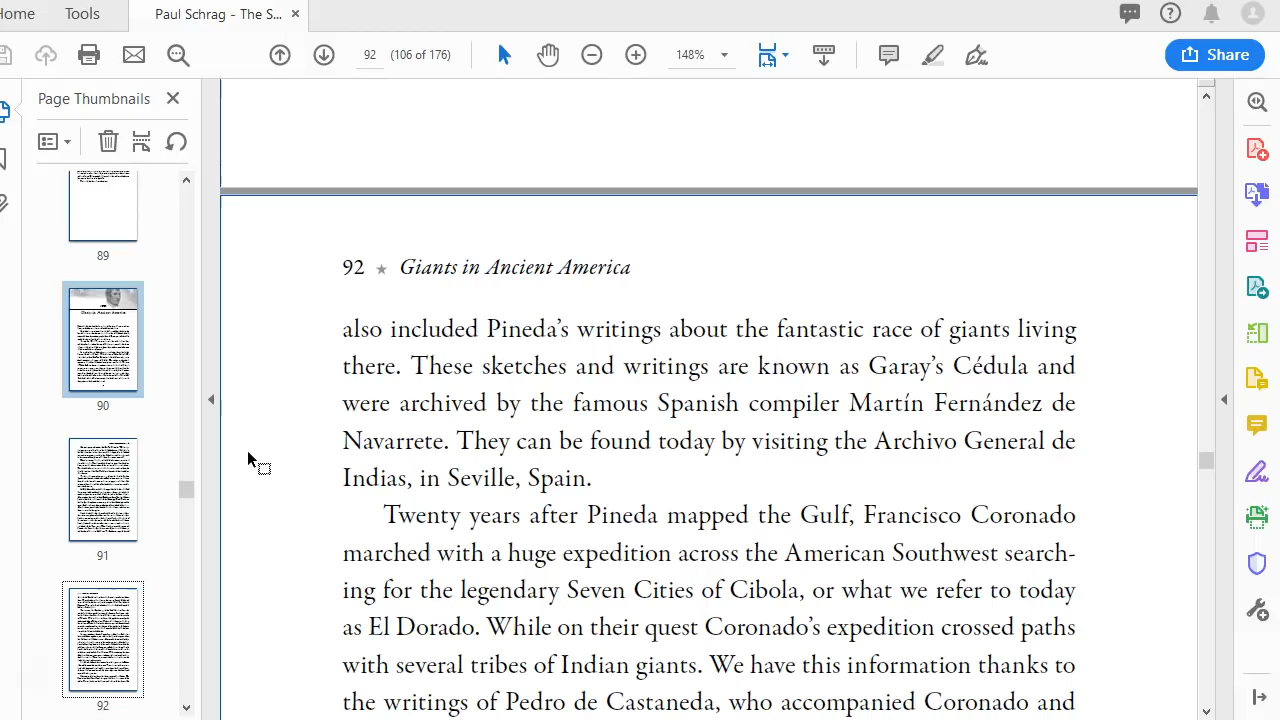 Home
Tools
Paul Schrag - The S...
92
(106 of 176)
148%
Share
Page Thumbnails
89
90
91
92
92 ★ Giants in Ancient America
also included Pineda’s writings about the fantastic race of giants living
there. These sketches and writings are known as Garay’s Cédula and
were archived by the famous Spanish compiler Martín Fernández de
Navarrete. They can be found today by visiting the Archivo General de
Indias, in Seville, Spain.
Twenty years after Pineda mapped the Gulf, Francisco Coronado
marched with a huge expedition across the American Southwest search-
ing for the legendary Seven Cities of Cibola, or what we refer to today
as El Dorado. While on their quest Coronado’s expedition crossed paths
with several tribes of Indian giants. We have this information thanks to
the writings of Pedro de Castaneda, who accompanied Coronado and